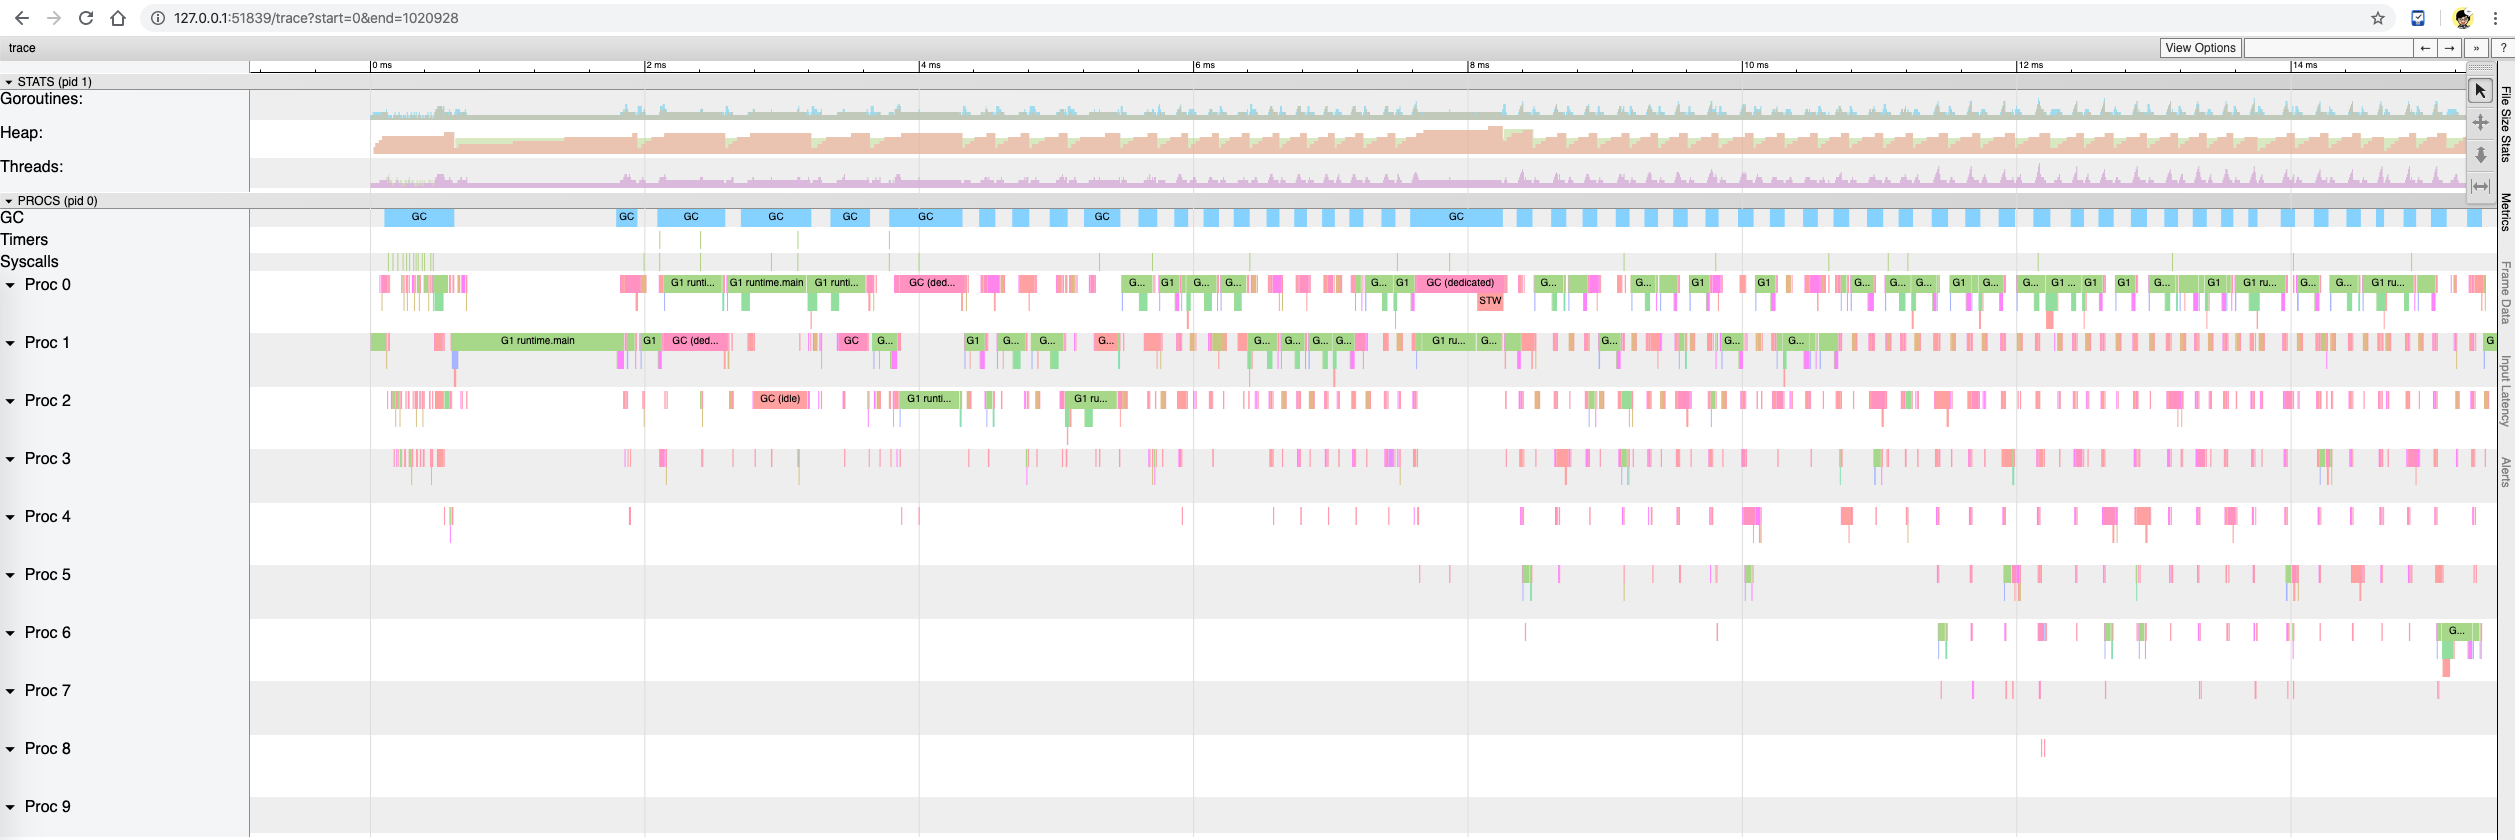 127.0.0.1:51839/trace?start=0&end=1020928
trace
View Options
← → » ?
0 ms 2 ms 4 ms 6 ms 8 ms 10 ms 12 ms 14 ms
STATS (pid 1)
Goroutines:
Heap:
Threads:
PROCS (pid 0)
GC GC GC GC GC GC GC GC GC
Timers
Syscalls
Proc 0 G1 runti... G1 runtime.main G1 runti... GC (ded... G... G1 G... G... G... G1 GC (dedicated) G... G... G1 G1 G... G... G... G1 G... G... G1 ... G1 G1 G... G1 G1 ru... G... G... G1 ru...
STW
Proc 1 G1 runtime.main G1 GC (ded... GC G... G1 G... G... G... G... G... G... G... G1 ru... G... G... G... G... G
Proc 2 GC (idle) G1 runti... G1 ru...
Proc 3
Proc 4
Proc 5
Proc 6 G...
Proc 7
Proc 8
Proc 9
File Size Stats
Metrics
Frame Data
Input Latency
Alerts